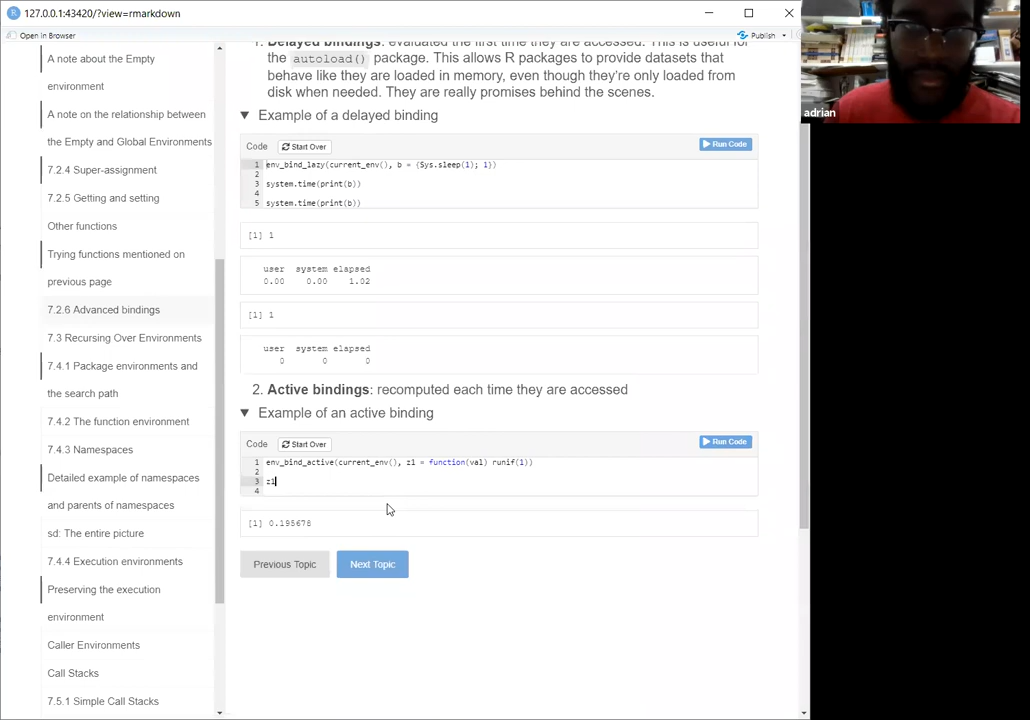 127.0.0.1:43420/?view=rmarkdown
Open in Browser
Publish
A note about the Empty
environment
A note on the relationship between
the Empty and Global Environments
7.2.4 Super-assignment
7.2.5 Getting and setting
Other functions
Trying functions mentioned on
previous page
7.2.6 Advanced bindings
7.3 Recursing Over Environments
7.4.1 Package environments and
the search path
7.4.2 The function environment
7.4.3 Namespaces
Detailed example of namespaces
and parents of namespaces
sd: The entire picture
7.4.4 Execution environments
Preserving the execution
environment
Caller Environments
Call Stacks
7.5.1 Simple Call Stacks
1. Delayed bindings: evaluated the first time they are accessed. This is useful for
the autoload() package. This allows R packages to provide datasets that
behave like they are loaded in memory, even though they're only loaded from
disk when needed. They are really promises behind the scenes.
Example of a delayed binding
Code Start Over Run Code
1 env_bind_lazy(current_env(), b = {Sys.sleep(1); 1})
2
3 system.time(print(b))
4
5 system.time(print(b))
[1] 1
user system elapsed
0.00 0.00 1.02
[1] 1
user system elapsed
0 0 0
2. Active bindings: recomputed each time they are accessed
Example of an active binding
Code Start Over Run Code
1 env_bind_active(current_env(), z1 = function(val) runif(1))
2
3 z1
4
[1] 0.195678
Previous Topic Next Topic
adrian